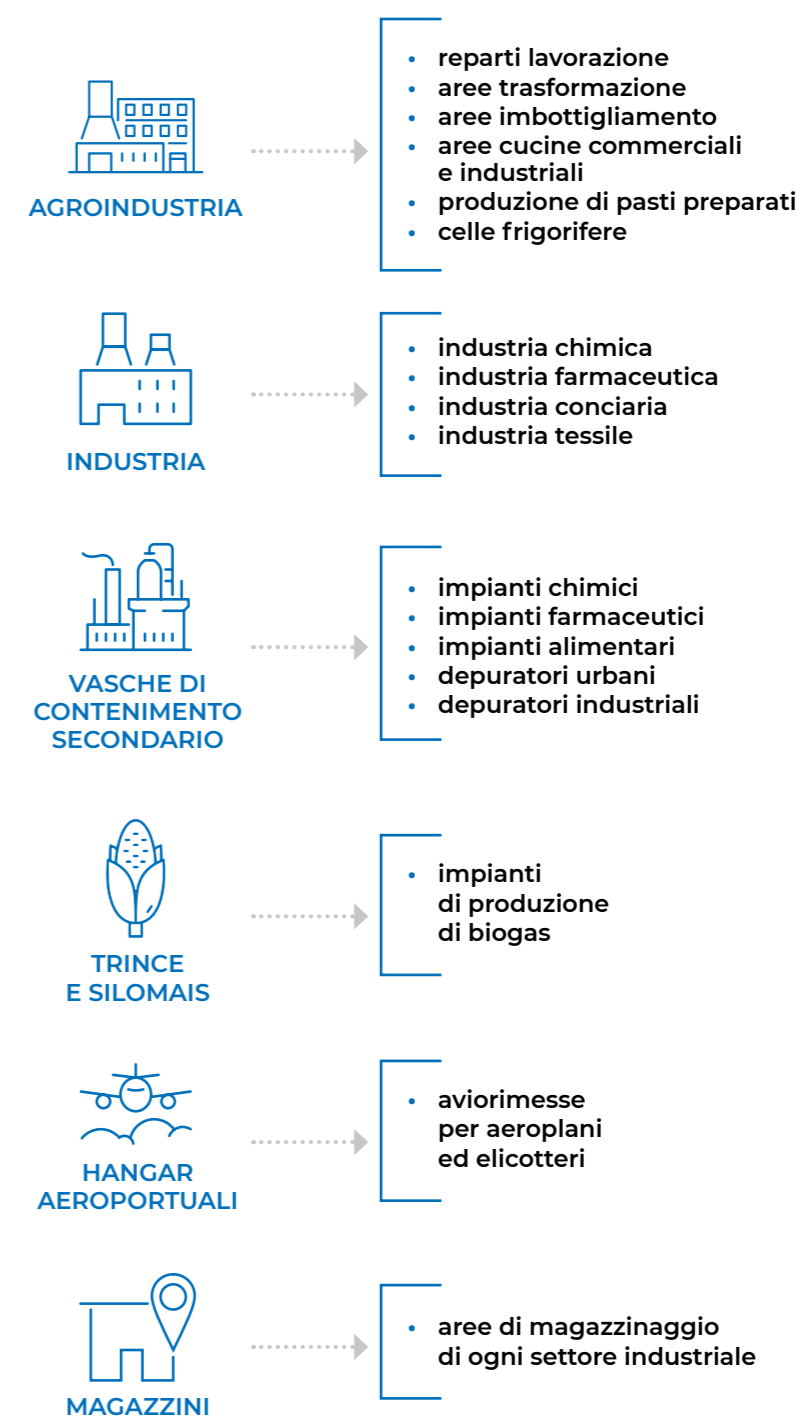 AGROINDUSTRIA
• reparti lavorazione
• aree trasformazione
• aree imbottigliamento
• aree cucine commerciali
e industriali
• produzione di pasti preparati
• celle frigorifere
INDUSTRIA
• industria chimica
• industria farmaceutica
• industria conciaria
• industria tessile
VASCHE DI
CONTENIMENTO
SECONDARIO
• impianti chimici
• impianti farmaceutici
• impianti alimentari
• depuratori urbani
• depuratori industriali
TRINCE
E SILOMAIS
• impianti
di produzione
di biogas
HANGAR
AEROPORTUALI
• aviorimesse
per aeroplani
ed elicotteri
MAGAZZINI
• aree di magazzinaggio
di ogni settore industriale